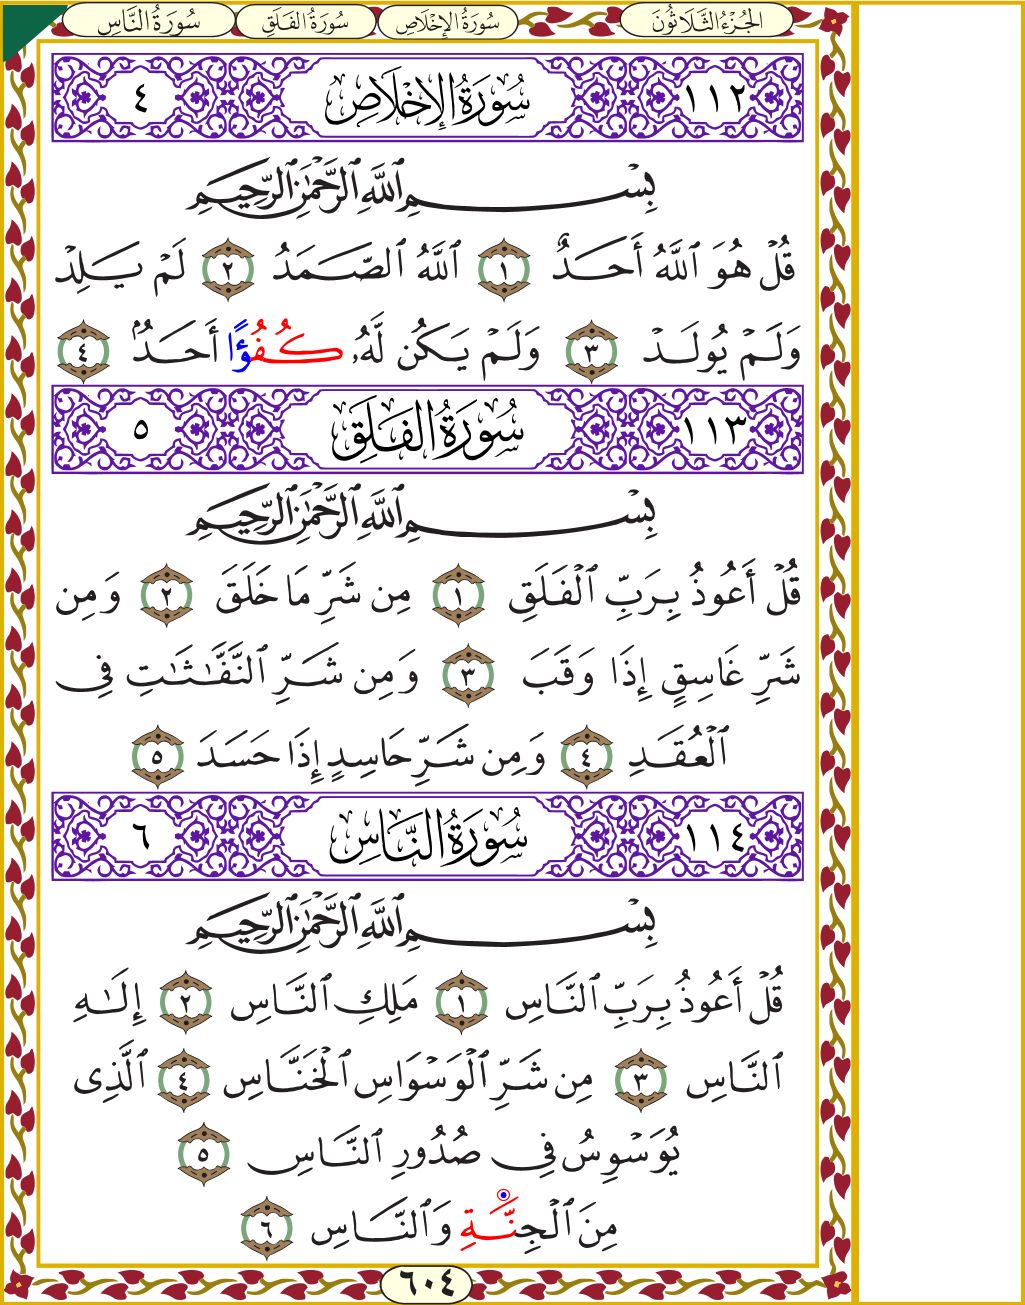 الجُزْءُ الثَّلَاثُونَ سُورَةُ الإِخْلَاصِ سُورَةُ الفَلَقِ سُورَةُ النَّاسِ
١١٢ سُورَةُ الإِخْلَاصِ ٤
بِسْمِ ٱللَّهِ ٱلرَّحْمَٰنِ ٱلرَّحِيمِ
قُلْ هُوَ ٱللَّهُ أَحَدٌ ١ ٱللَّهُ ٱلصَّمَدُ ٢ لَمْ يَلِدْ
وَلَمْ يُولَدْ ٣ وَلَمْ يَكُن لَّهُۥ كُفُؤًا أَحَدٌۢ ٤
١١٣ سُورَةُ الفَلَقِ ٥
بِسْمِ ٱللَّهِ ٱلرَّحْمَٰنِ ٱلرَّحِيمِ
قُلْ أَعُوذُ بِرَبِّ ٱلْفَلَقِ ١ مِن شَرِّ مَا خَلَقَ ٢ وَمِن
شَرِّ غَاسِقٍ إِذَا وَقَبَ ٣ وَمِن شَرِّ ٱلنَّفَّـٰثَـٰتِ فِى
ٱلْعُقَدِ ٤ وَمِن شَرِّ حَاسِدٍ إِذَا حَسَدَ ٥
١١٤ سُورَةُ النَّاسِ ٦
بِسْمِ ٱللَّهِ ٱلرَّحْمَٰنِ ٱلرَّحِيمِ
قُلْ أَعُوذُ بِرَبِّ ٱلنَّاسِ ١ مَلِكِ ٱلنَّاسِ ٢ إِلَـٰهِ
ٱلنَّاسِ ٣ مِن شَرِّ ٱلْوَسْوَاسِ ٱلْخَنَّاسِ ٤ ٱلَّذِى
يُوَسْوِسُ فِى صُدُورِ ٱلنَّاسِ ٥
مِنَ ٱلْجِنَّةِ وَٱلنَّاسِ ٦
٦٠٤